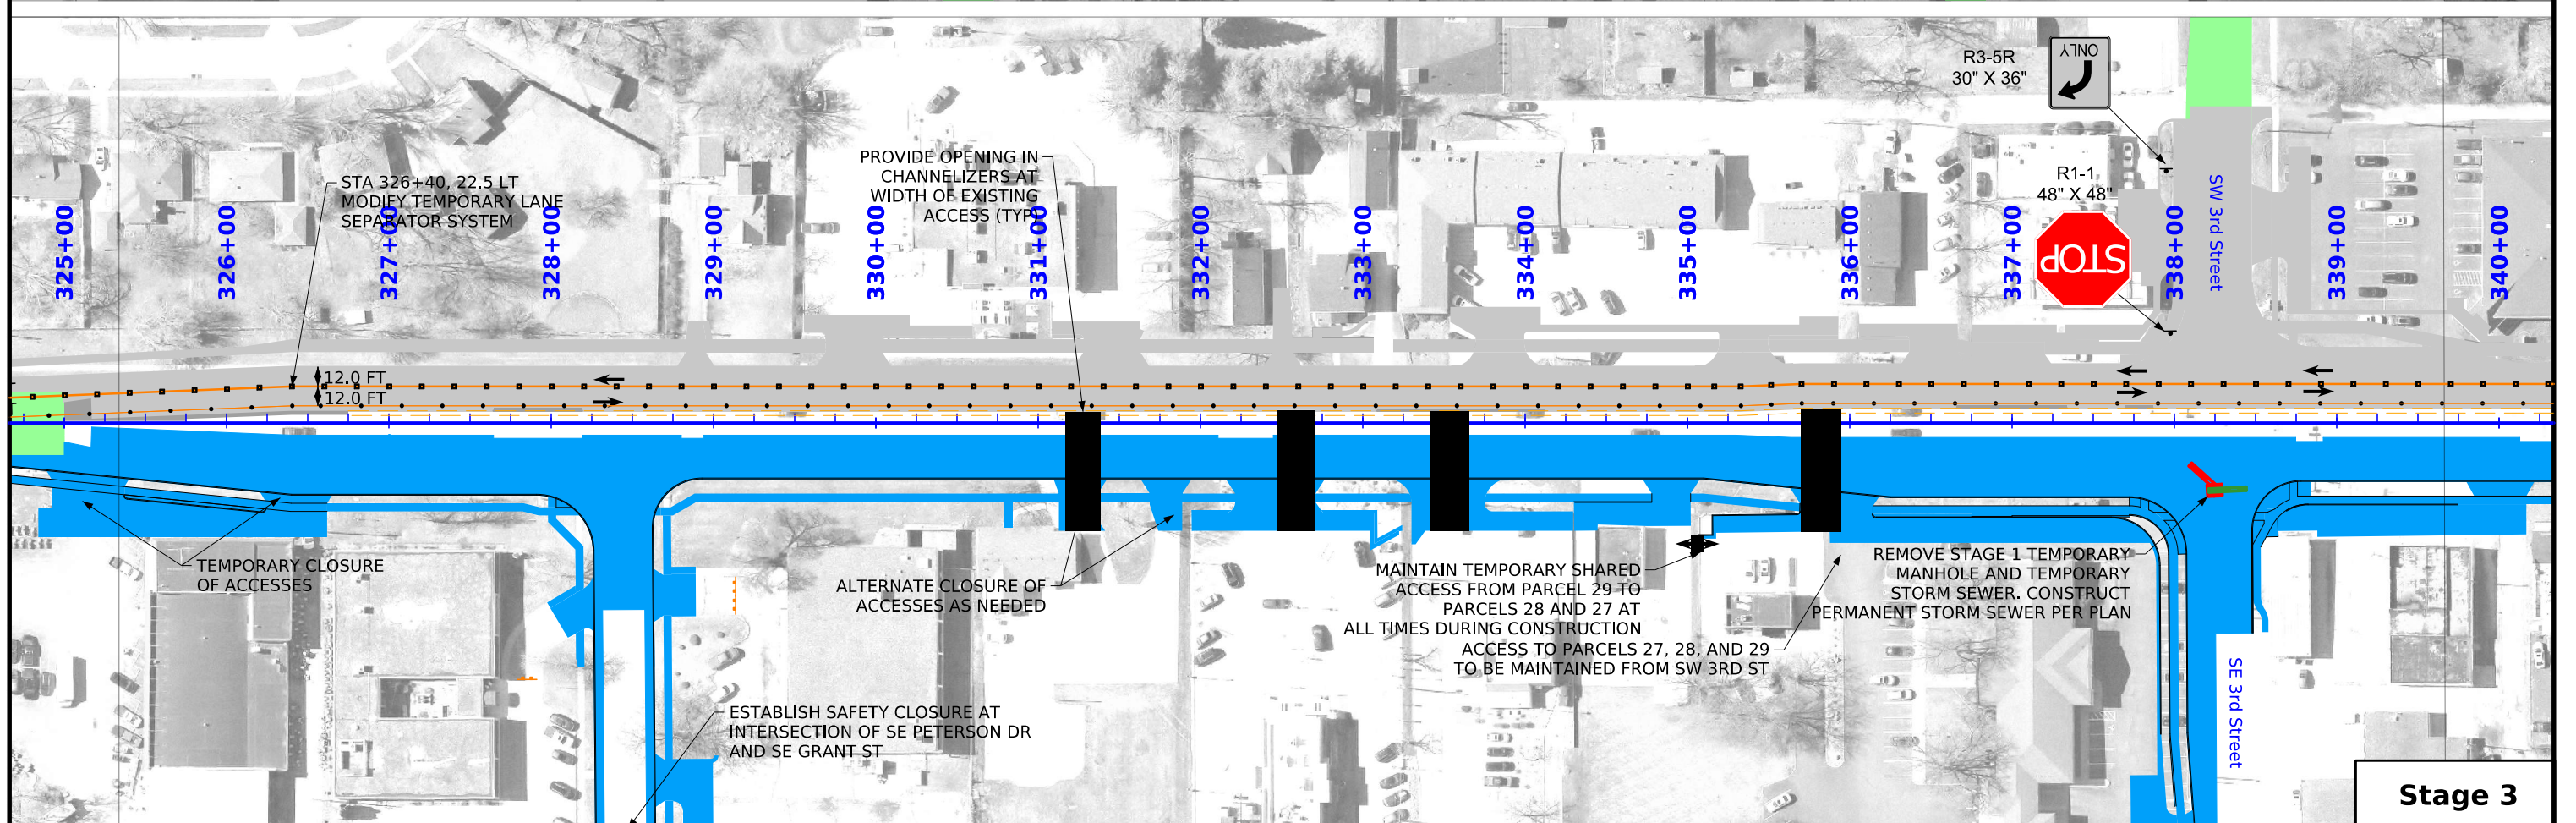 R3-5R
30" X 36"
ONLY
R1-1
48" X 48"
STOP
SW 3rd Street
STA 326+40, 22.5 LT
MODIFY TEMPORARY LANE
SEPARATOR SYSTEM
PROVIDE OPENING IN
CHANNELIZERS AT
WIDTH OF EXISTING
ACCESS (TYP)
325+00
326+00
327+00
328+00
329+00
330+00
331+00
332+00
333+00
334+00
335+00
336+00
337+00
338+00
339+00
340+00
12.0 FT
12.0 FT
TEMPORARY CLOSURE
OF ACCESSES
ALTERNATE CLOSURE OF
ACCESSES AS NEEDED
MAINTAIN TEMPORARY SHARED
ACCESS FROM PARCEL 29 TO
PARCELS 28 AND 27 AT
ALL TIMES DURING CONSTRUCTION
ACCESS TO PARCELS 27, 28, AND 29
TO BE MAINTAINED FROM SW 3RD ST
REMOVE STAGE 1 TEMPORARY
MANHOLE AND TEMPORARY
STORM SEWER. CONSTRUCT
PERMANENT STORM SEWER PER PLAN
ESTABLISH SAFETY CLOSURE AT
INTERSECTION OF SE PETERSON DR
AND SE GRANT ST
SE 3rd Street
Stage 3